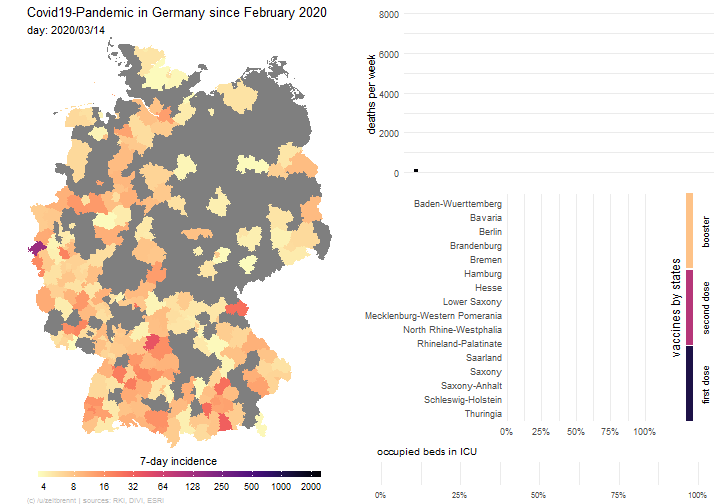 Covid19-Pandemic in Germany since February 2020
day: 2020/03/14
7-day incidence
4 8 16 32 64 128 250 500 1000 2000
(c) /u/zeitbrennt | sources: RKI, DIVI, ESRI
deaths per week
8000
6000
4000
2000
0
Baden-Wuerttemberg
Bavaria
Berlin
Brandenburg
Bremen
Hamburg
Hesse
Lower Saxony
Mecklenburg-Western Pomerania
North Rhine-Westphalia
Rhineland-Palatinate
Saarland
Saxony
Saxony-Anhalt
Schleswig-Holstein
Thuringia
0% 25% 50% 75% 100%
vaccines by states
booster
second dose
first dose
occupied beds in ICU
0% 25% 50% 75% 100%